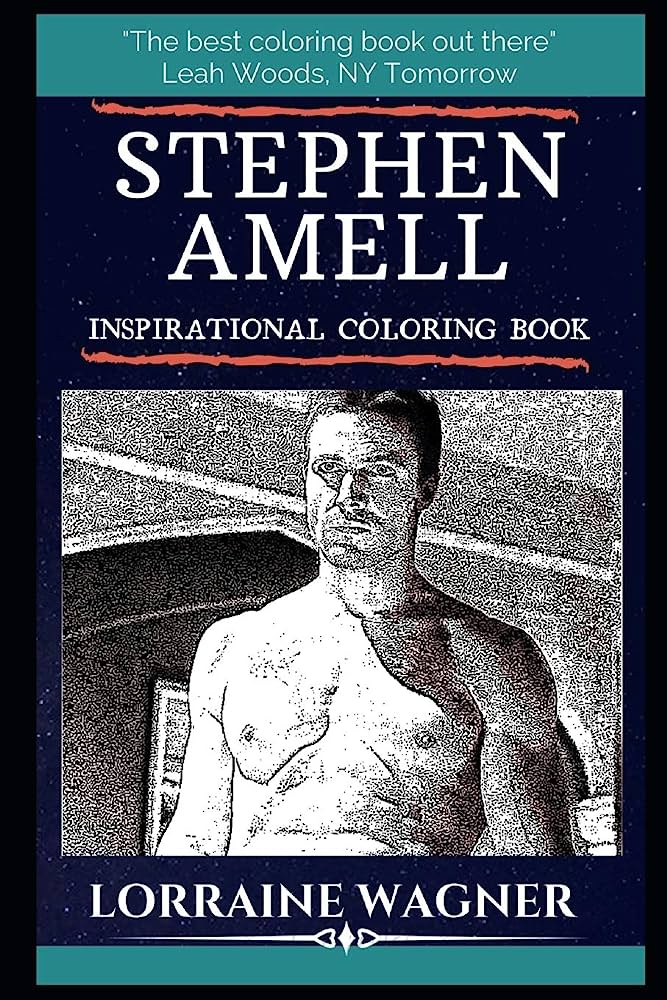 "The best coloring book out there"
Leah Woods, NY Tomorrow
STEPHEN
AMELL
INSPIRATIONAL COLORING BOOK
LORRAINE WAGNER